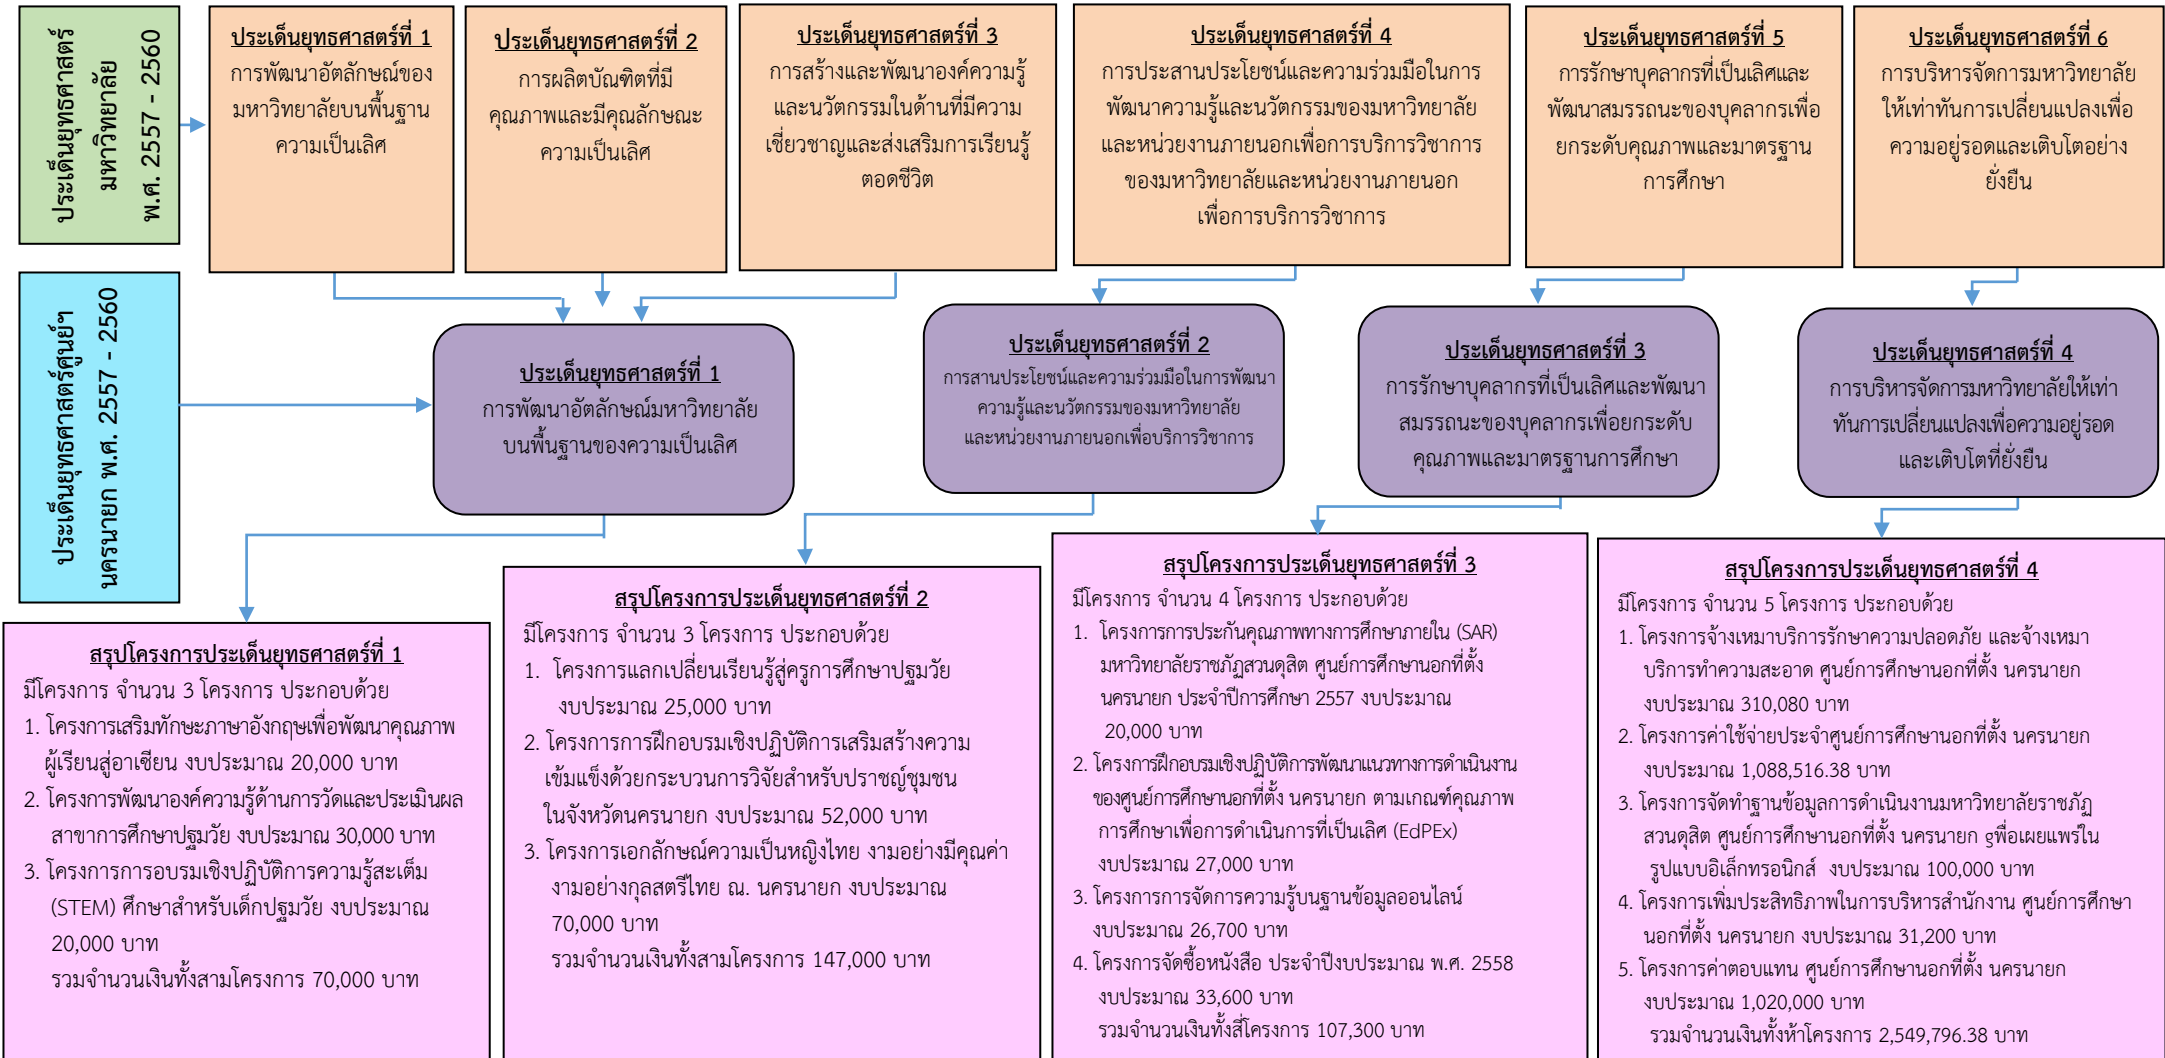 ประเด็นยุทธศาสตร์
มหาวิทยาลัย
พ.ศ. 2557 - 2560
ประเด็นยุทธศาสตร์ที่ 1
การพัฒนาอัตลักษณ์ของ
มหาวิทยาลัยบนพื้นฐาน
ความเป็นเลิศ
ประเด็นยุทธศาสตร์ที่ 2
การผลิตบัณฑิตที่มี
คุณภาพและมีคุณลักษณะ
ความเป็นเลิศ
ประเด็นยุทธศาสตร์ที่ 3
การสร้างและพัฒนาองค์ความรู้
และนวัตกรรมในด้านที่มีความ
เชี่ยวชาญและส่งเสริมการเรียนรู้
ตอดชีวิต
ประเด็นยุทธศาสตร์ที่ 4
การประสานประโยชน์และความร่วมมือในการ
พัฒนาความรู้และนวัตกรรมของมหาวิทยาลัย
และหน่วยงานภายนอกเพื่อการบริการวิชาการ
ของมหาวิทยาลัยและหน่วยงานภายนอก
เพื่อการบริการวิชาการ
ประเด็นยุทธศาสตร์ที่ 5
การรักษาบุคลากรที่เป็นเลิศและ
พัฒนาสมรรถนะของบุคลากรเพื่อ
ยกระดับคุณภาพและมาตรฐาน
การศึกษา
ประเด็นยุทธศาสตร์ที่ 6
การบริหารจัดการมหาวิทยาลัย
ให้เท่าทันการเปลี่ยนแปลงเพื่อ
ความอยู่รอดและเติบโตอย่าง
ยั่งยืน
ประเด็นยุทธศาสตร์ศูนย์ฯ
นครนายก พ.ศ. 2557 - 2560
ประเด็นยุทธศาสตร์ที่ 1
การพัฒนาอัตลักษณ์มหาวิทยาลัย
บนพื้นฐานของความเป็นเลิศ
ประเด็นยุทธศาสตร์ที่ 2
การสานประโยชน์และความร่วมมือในการพัฒนา
ความรู้และนวัตกรรมของมหาวิทยาลัย
และหน่วยงานภายนอกเพื่อบริการวิชาการ
ประเด็นยุทธศาสตร์ที่ 3
การรักษาบุคลากรที่เป็นเลิศและพัฒนา
สมรรถนะของบุคลากรเพื่อยกระดับ
คุณภาพและมาตรฐานการศึกษา
ประเด็นยุทธศาสตร์ที่ 4
การบริหารจัดการมหาวิทยาลัยให้เท่า
ทันการเปลี่ยนแปลงเพื่อความอยู่รอด
และเติบโตที่ยั่งยืน
สรุปโครงการประเด็นยุทธศาสตร์ที่ 1
มีโครงการ จำนวน 3 โครงการ ประกอบด้วย
1. โครงการเสริมทักษะภาษาอังกฤษเพื่อพัฒนาคุณภาพ
ผู้เรียนสู่อาเซียน งบประมาณ 20,000 บาท
2. โครงการพัฒนาองค์ความรู้ด้านการวัดและประเมินผล
สาขาการศึกษาปฐมวัย งบประมาณ 30,000 บาท
3. โครงการการอบรมเชิงปฏิบัติการความรู้สะเต็ม
(STEM) ศึกษาสำหรับเด็กปฐมวัย งบประมาณ
20,000 บาท
รวมจำนวนเงินทั้งสามโครงการ 70,000 บาท
สรุปโครงการประเด็นยุทธศาสตร์ที่ 2
มีโครงการ จำนวน 3 โครงการ ประกอบด้วย
1. โครงการแลกเปลี่ยนเรียนรู้สู่ครูการศึกษาปฐมวัย
งบประมาณ 25,000 บาท
2. โครงการการฝึกอบรมเชิงปฏิบัติการเสริมสร้างความ
เข้มแข็งด้วยกระบวนการวิจัยสำหรับปราชญ์ชุมชน
ในจังหวัดนครนายก งบประมาณ 52,000 บาท
3. โครงการเอกลักษณ์ความเป็นหญิงไทย งามอย่างมีคุณค่า
งามอย่างกุลสตรีไทย ณ. นครนายก งบประมาณ
70,000 บาท
รวมจำนวนเงินทั้งสามโครงการ 147,000 บาท
สรุปโครงการประเด็นยุทธศาสตร์ที่ 3
มีโครงการ จำนวน 4 โครงการ ประกอบด้วย
1. โครงการการประกันคุณภาพทางการศึกษาภายใน (SAR)
มหาวิทยาลัยราชภัฏสวนดุสิต ศูนย์การศึกษานอกที่ตั้ง
นครนายก ประจำปีการศึกษา 2557 งบประมาณ
20,000 บาท
2. โครงการฝึกอบรมเชิงปฏิบัติการพัฒนาแนวทางการดำเนินงาน
ของศูนย์การศึกษานอกที่ตั้ง นครนายก ตามเกณฑ์คุณภาพ
การศึกษาเพื่อการดำเนินการที่เป็นเลิศ (EdPEx)
งบประมาณ 27,000 บาท
3. โครงการการจัดการความรู้บนฐานข้อมูลออนไลน์
งบประมาณ 26,700 บาท
4. โครงการจัดซื้อหนังสือ ประจำปีงบประมาณ พ.ศ. 2558
งบประมาณ 33,600 บาท
รวมจำนวนเงินทั้งสี่โครงการ 107,300 บาท
สรุปโครงการประเด็นยุทธศาสตร์ที่ 4
มีโครงการ จำนวน 5 โครงการ ประกอบด้วย
1. โครงการจ้างเหมาบริการรักษาความปลอดภัย และจ้างเหมา
บริการทำความสะอาด ศูนย์การศึกษานอกที่ตั้ง นครนายก
งบประมาณ 310,080 บาท
2. โครงการค่าใช้จ่ายประจำศูนย์การศึกษานอกที่ตั้ง นครนายก
งบประมาณ 1,088,516.38 บาท
3. โครงการจัดทำฐานข้อมูลการดำเนินงานมหาวิทยาลัยราชภัฏ
สวนดุสิต ศูนย์การศึกษานอกที่ตั้ง นครนายก gพื่อเผยแพร่ใน
รูปแบบอิเล็กทรอนิกส์ งบประมาณ 100,000 บาท
4. โครงการเพิ่มประสิทธิภาพในการบริหารสำนักงาน ศูนย์การศึกษา
นอกที่ตั้ง นครนายก งบประมาณ 31,200 บาท
5. โครงการค่าตอบแทน ศูนย์การศึกษานอกที่ตั้ง นครนายก
งบประมาณ 1,020,000 บาท
รวมจำนวนเงินทั้งห้าโครงการ 2,549,796.38 บาท